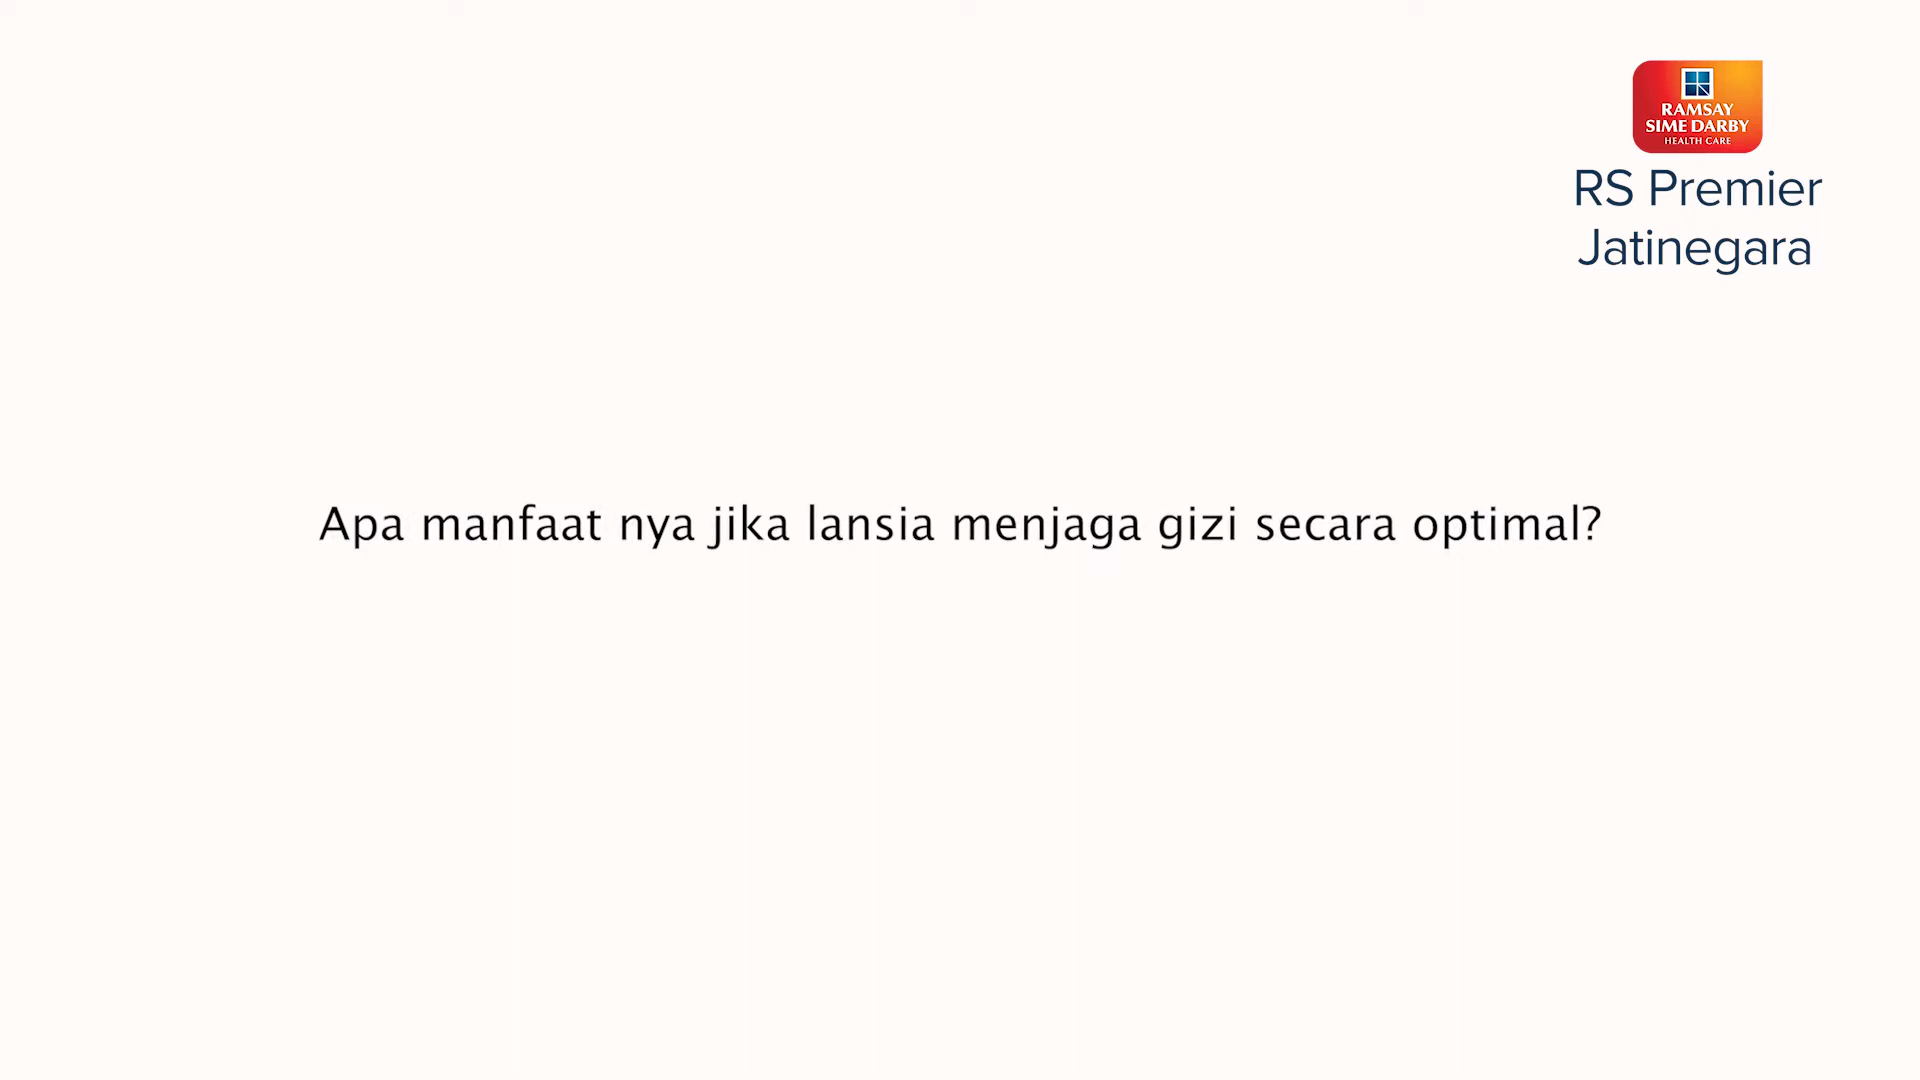 RAMSAY
SIME DARBY
HEALTH CARE
RS Premier
Jatinegara
Apa manfaat nya jika lansia menjaga gizi secara optimal?